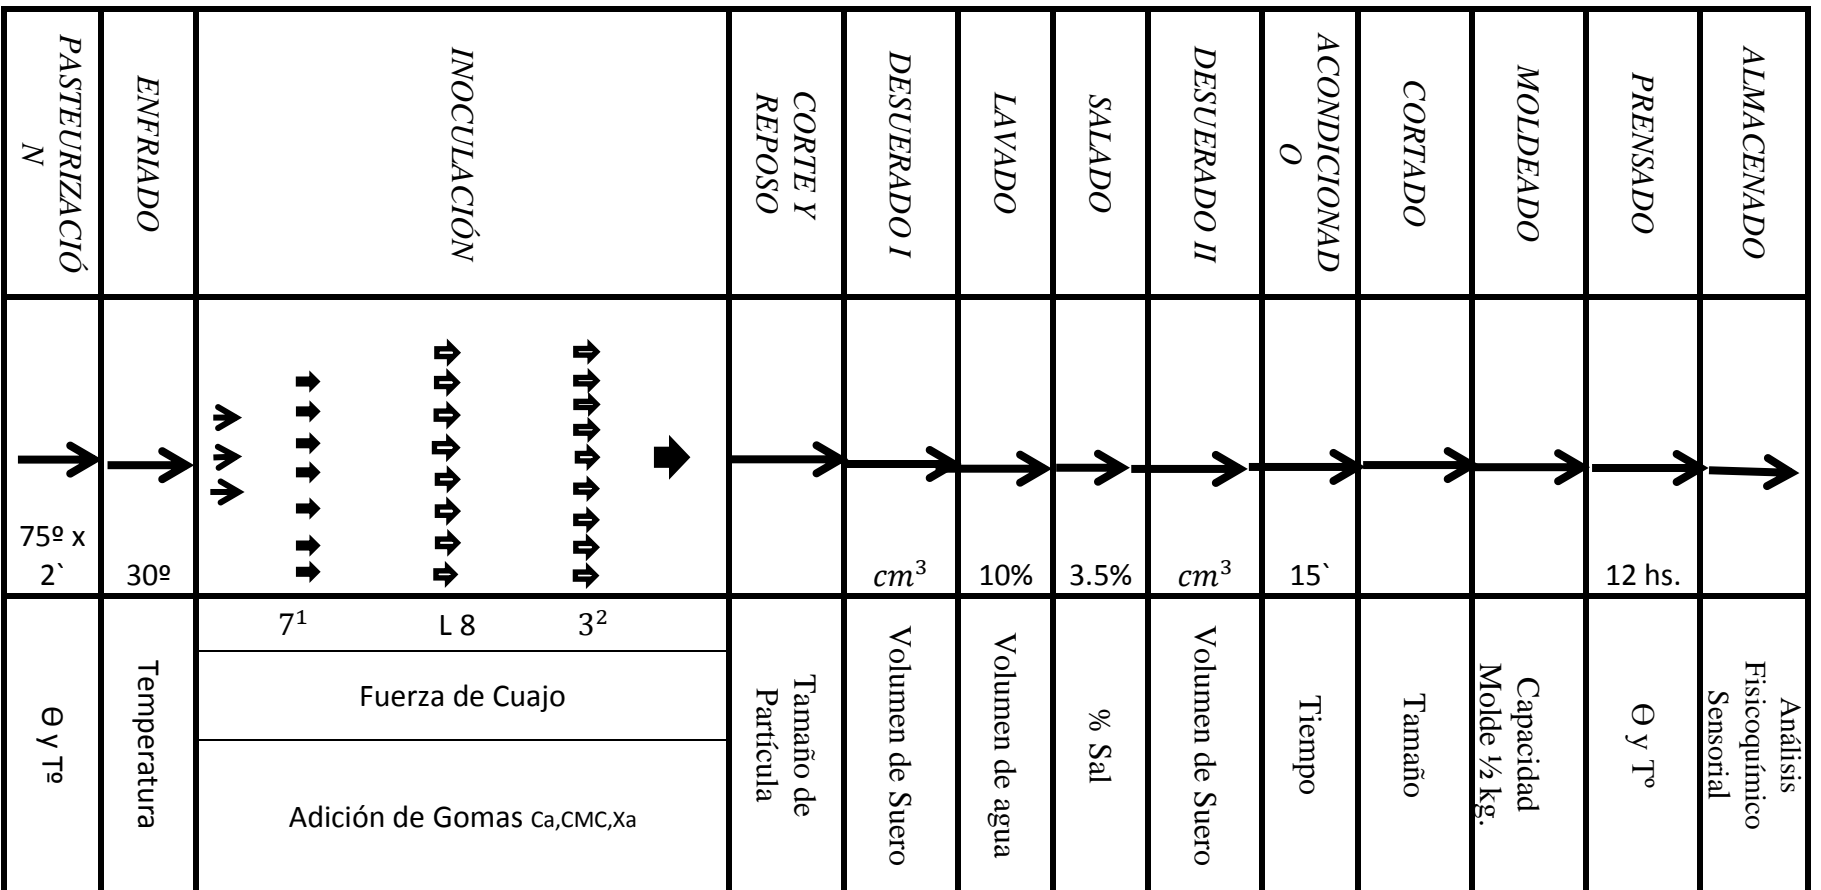 PASTEURIZACIÓ
N
ENFRIADO
INOCULACIÓN
CORTE Y
REPOSO
DESUERADO I
LAVADO
SALADO
DESUERADO II
ACONDICIONAD
O
CORTADO
MOLDEADO
PRENSADO
ALMACENADO
75º x
2`
30º
cm³
10%
3.5%
cm³
15`
12 hs.
Ɵ y Tº
Temperatura
7¹
L 8
3²
Fuerza de Cuajo
Adición de Gomas Ca,CMC,Xa
Tamaño de
Partícula
Volumen de Suero
Volumen de agua
% Sal
Volumen de Suero
Tiempo
Tamaño
Capacidad
Molde ½ kg.
Ɵ y Tº
Análisis
Fisicoquímico
Sensorial